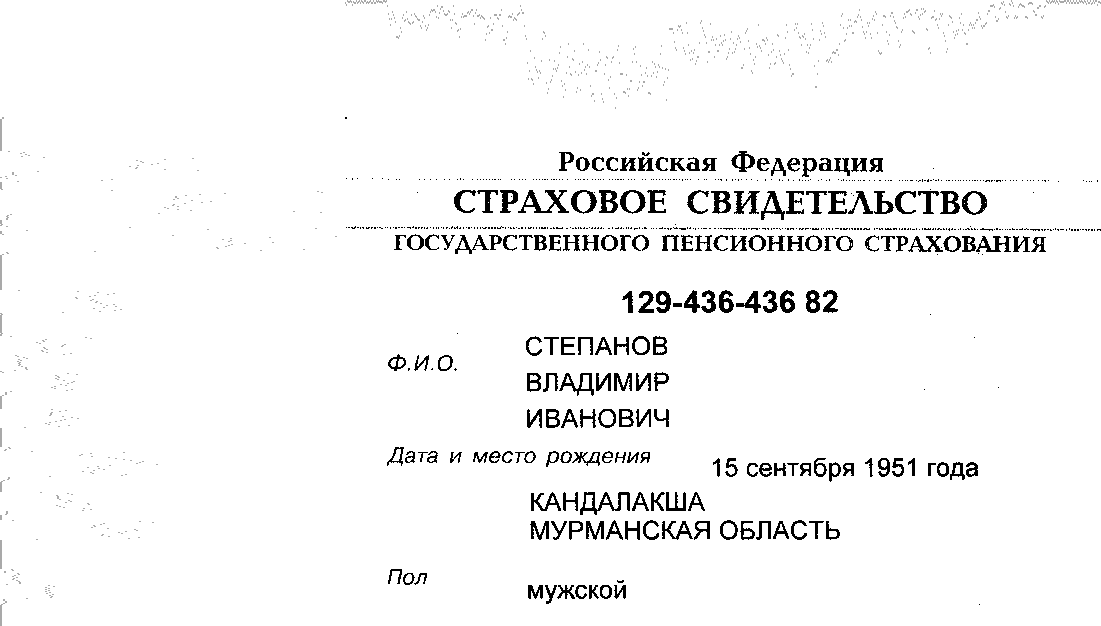 Российская Федерация
СТРАХОВОЕ СВИДЕТЕЛЬСТВО
ГОСУДАРСТВЕННОГО ПЕНСИОННОГО СТРАХОВАНИЯ
129-436-436 82
Ф.И.О.
СТЕПАНОВ
ВЛАДИМИР
ИВАНОВИЧ
Дата и место рождения 15 сентября 1951 года
КАНДАЛАКША
МУРМАНСКАЯ ОБЛАСТЬ
Пол мужской